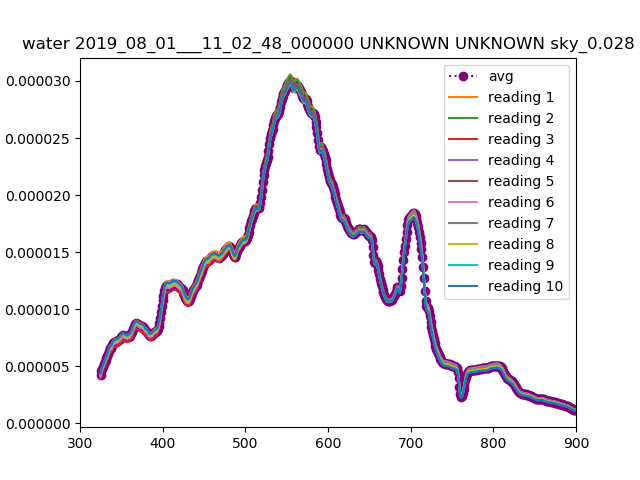 water 2019_08_01___11_02_48_000000 UNKNOWN UNKNOWN sky_0.028
0.000030
0.000025
0.000020
0.000015
0.000010
0.000005
0.000000
300 400 500 600 700 800 900
avg
reading 1
reading 2
reading 3
reading 4
reading 5
reading 6
reading 7
reading 8
reading 9
reading 10